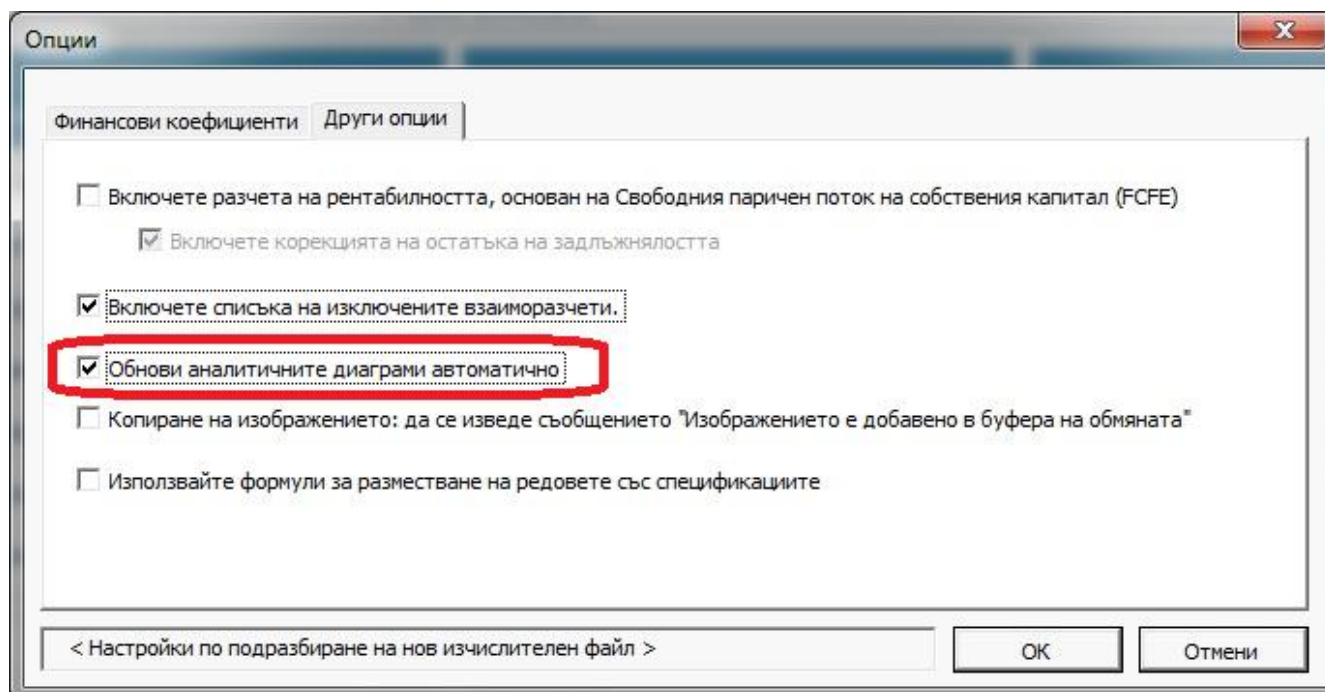 Опции
Финансови коефициенти
Други опции
Включете разчета на рентабилността, основан на Свободния паричен поток на собствения капитал (FCFE)
Включете корекцията на остатъка на задлъжнялостта
Включете списъка на изключените взаиморазчети.
Обнови аналитичните диаграми автоматично
Копиране на изображението: да се изведе съобщението "Изображението е добавено в буфера на обмяната"
Използвайте формули за разместване на редовете със спецификациите
< Настройки по подразбиране на нов изчислителен файл >
ОК
Отмени